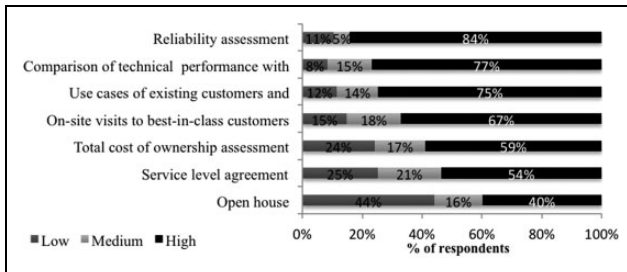 Reliability assessment 11% 5% 84%
Comparison of technical performance with 8% 15% 77%
Use cases of existing customers and 12% 14% 75%
On-site visits to best-in-class customers 15% 18% 67%
Total cost of ownership assessment 24% 17% 59%
Service level agreement 25% 21% 54%
Open house 44% 16% 40%
Low Medium High
0% 20% 40% 60% 80% 100%
% of respondents